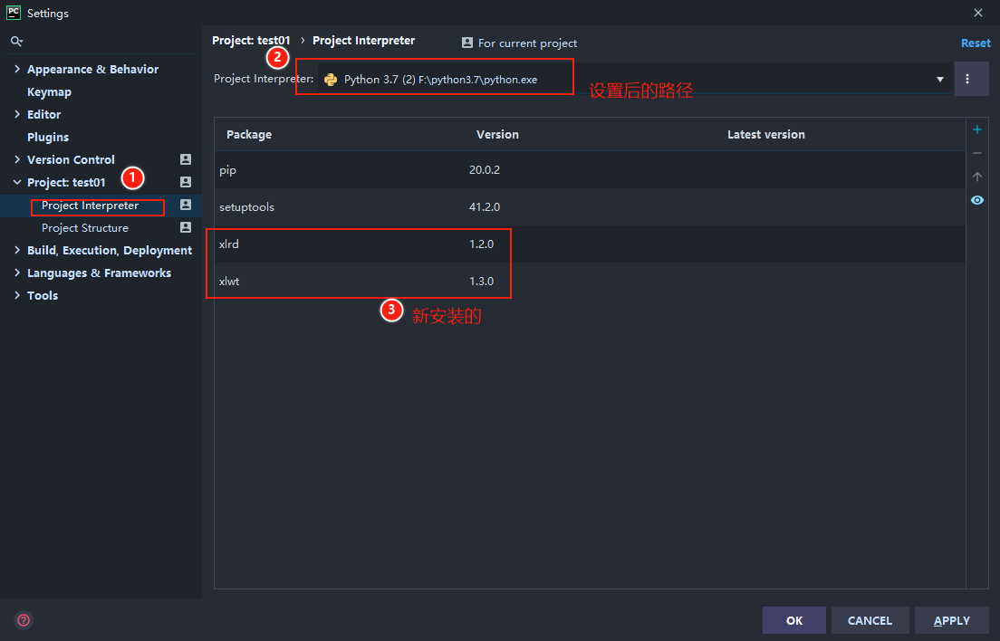 PC Settings
Project: test01 › Project Interpreter For current project Reset
Appearance & Behavior
Keymap
Editor
Plugins
Version Control
Project: test01 1
Project Interpreter
Project Structure
Build, Execution, Deployment
Languages & Frameworks
Tools
2
Project Interpreter: Python 3.7 (2) F:\python3.7\python.exe
设置后的路径
Package Version Latest version
pip 20.0.2
setuptools 41.2.0
xlrd 1.2.0
xlwt 1.3.0
3 新安装的
? OK CANCEL APPLY